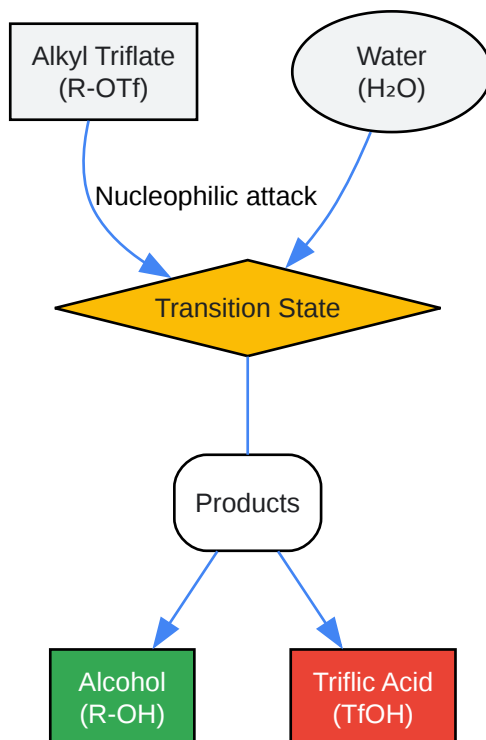 Alkyl Triflate
(R-OTf)
Water
(H₂O)
Nucleophilic attack
Transition State
Products
Alcohol
(R-OH)
Triflic Acid
(TfOH)